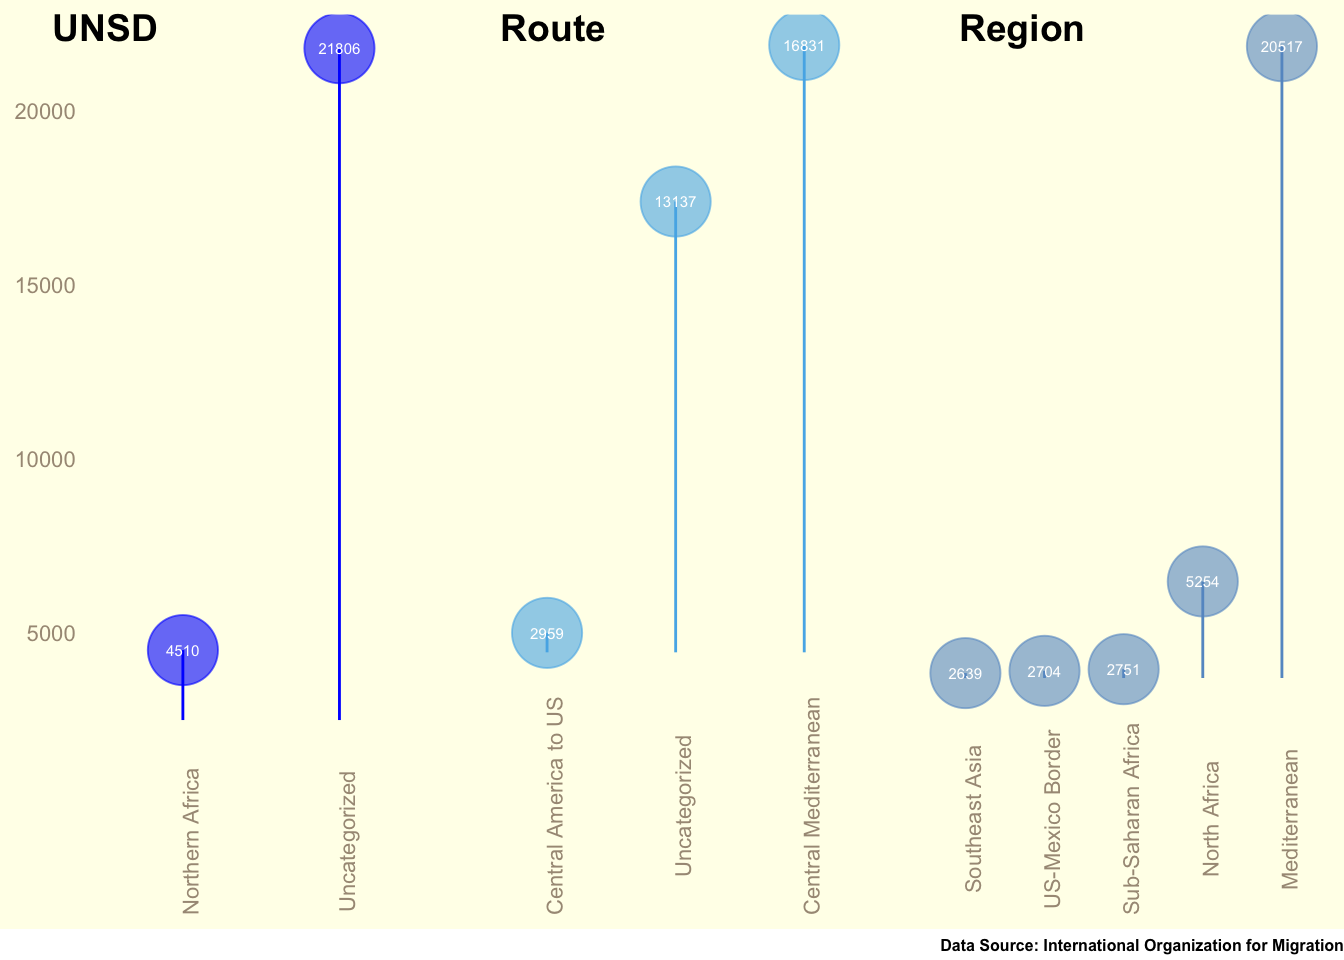 UNSD
Route
Region
21806
16831
20517
20000
13137
15000
10000
5254
5000
4510
2959
2639
2704
2751
Northern Africa
Uncategorized
Central America to US
Uncategorized
Central Mediterranean
Southeast Asia
US-Mexico Border
Sub-Saharan Africa
North Africa
Mediterranean
Data Source: International Organization for Migration